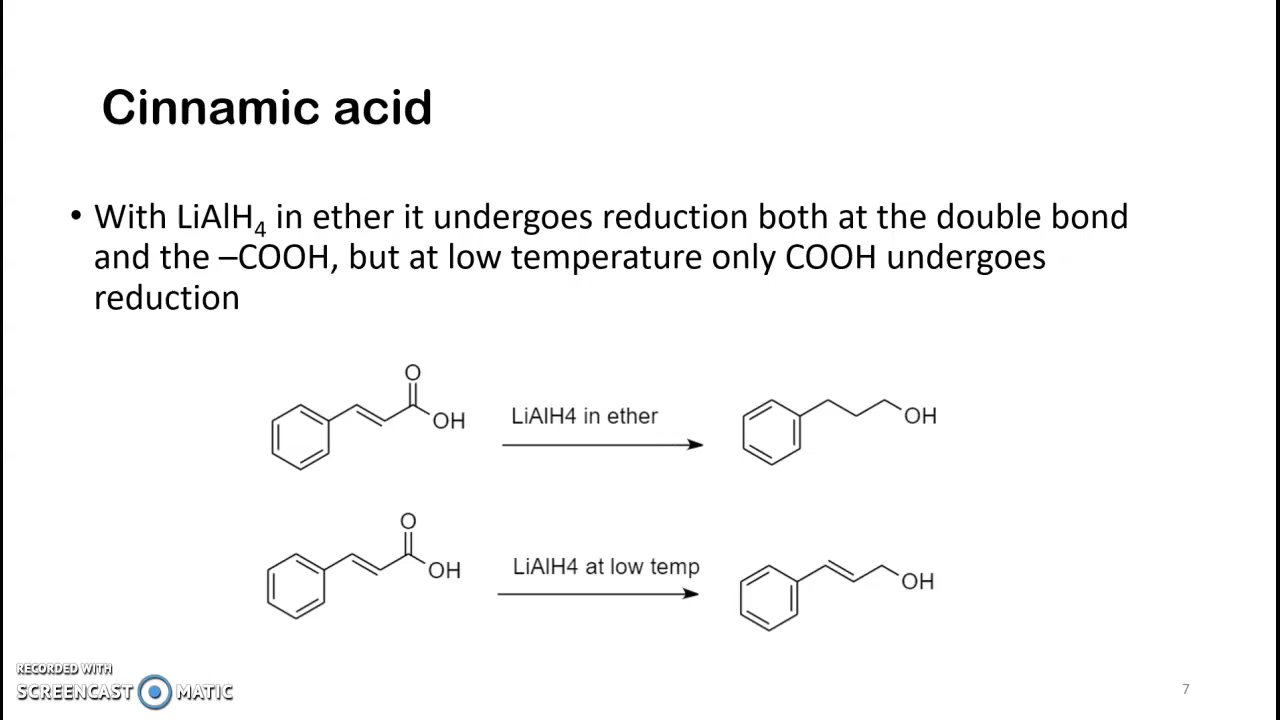 Cinnamic acid
• With LiAlH₄ in ether it undergoes reduction both at the double bond
and the –COOH, but at low temperature only COOH undergoes
reduction
O
OH
LiAlH4 in ether
OH
O
OH
LiAlH4 at low temp
OH
RECORDED WITH
SCREENCAST MATIC
7